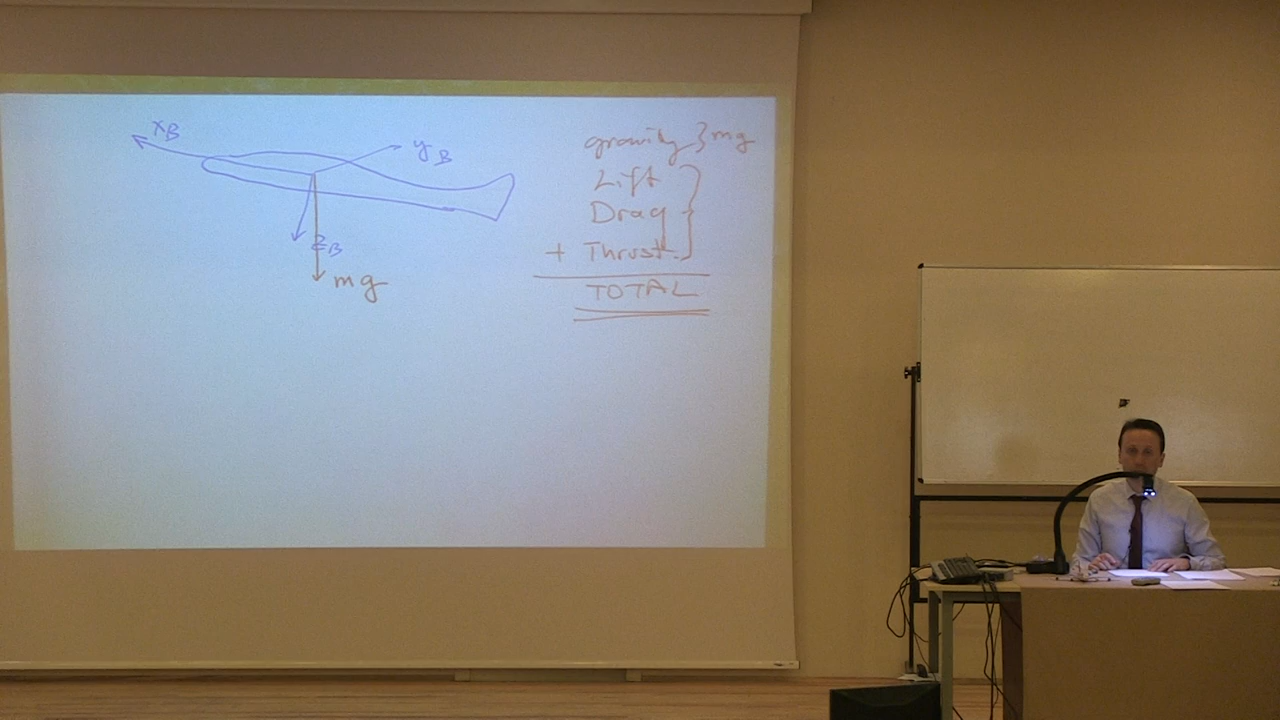 x_B
y_B
z_B
mg
gravity } mg
Lift
Drag
+ Thrust
TOTAL